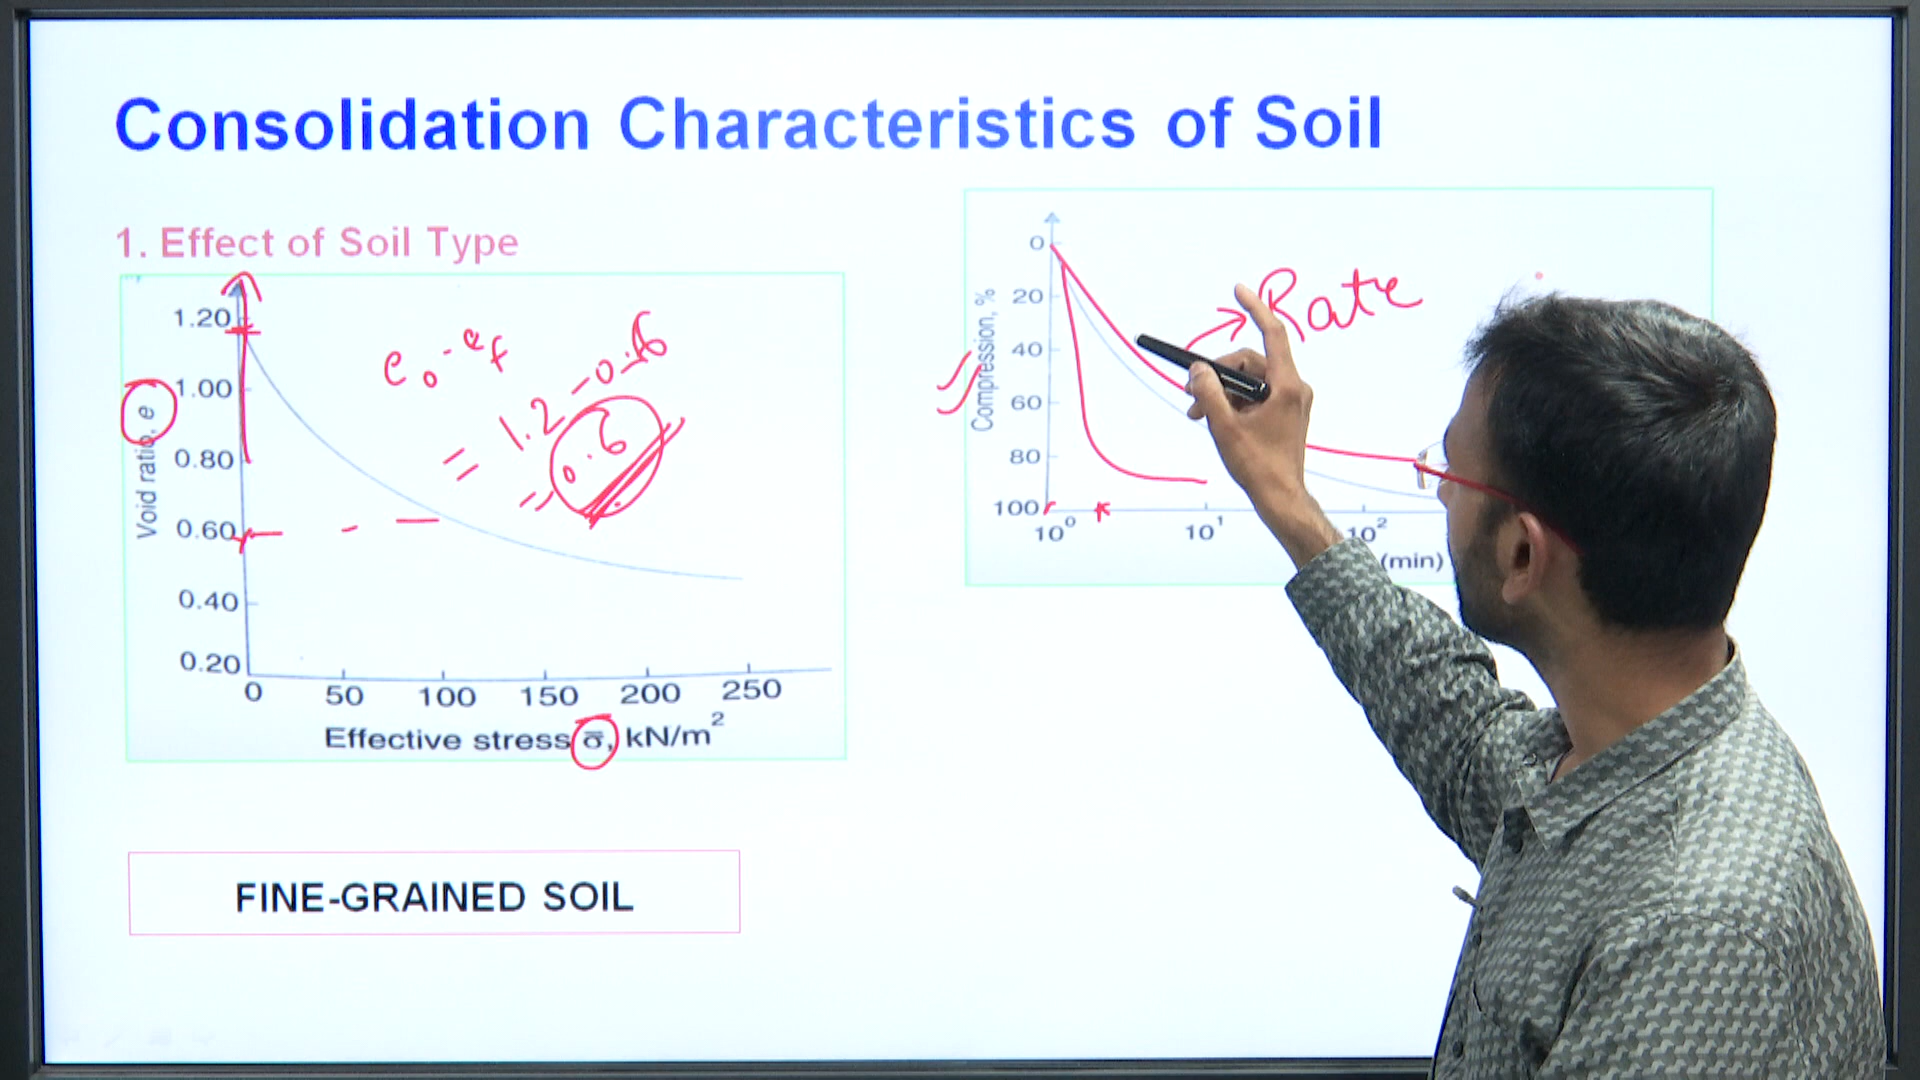 Consolidation Characteristics of Soil
1. Effect of Soil Type
1.20
1.00
0.80
0.60
0.40
0.20
Void ratio, e
0 50 100 150 200 250
Effective stress σ̅, kN/m²
e₀ - e_f
= 1.2 - 0.6
= 0.6
FINE-GRAINED SOIL
0
20
40
60
80
100
Compression, %
10⁰ 10¹ 10²
(min)
Rate